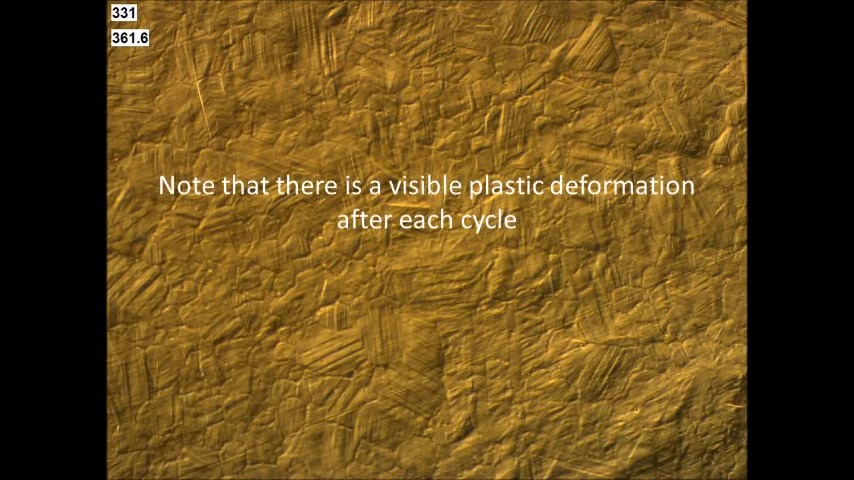 331
361.6
Note that there is a visible plastic deformation
after each cycle